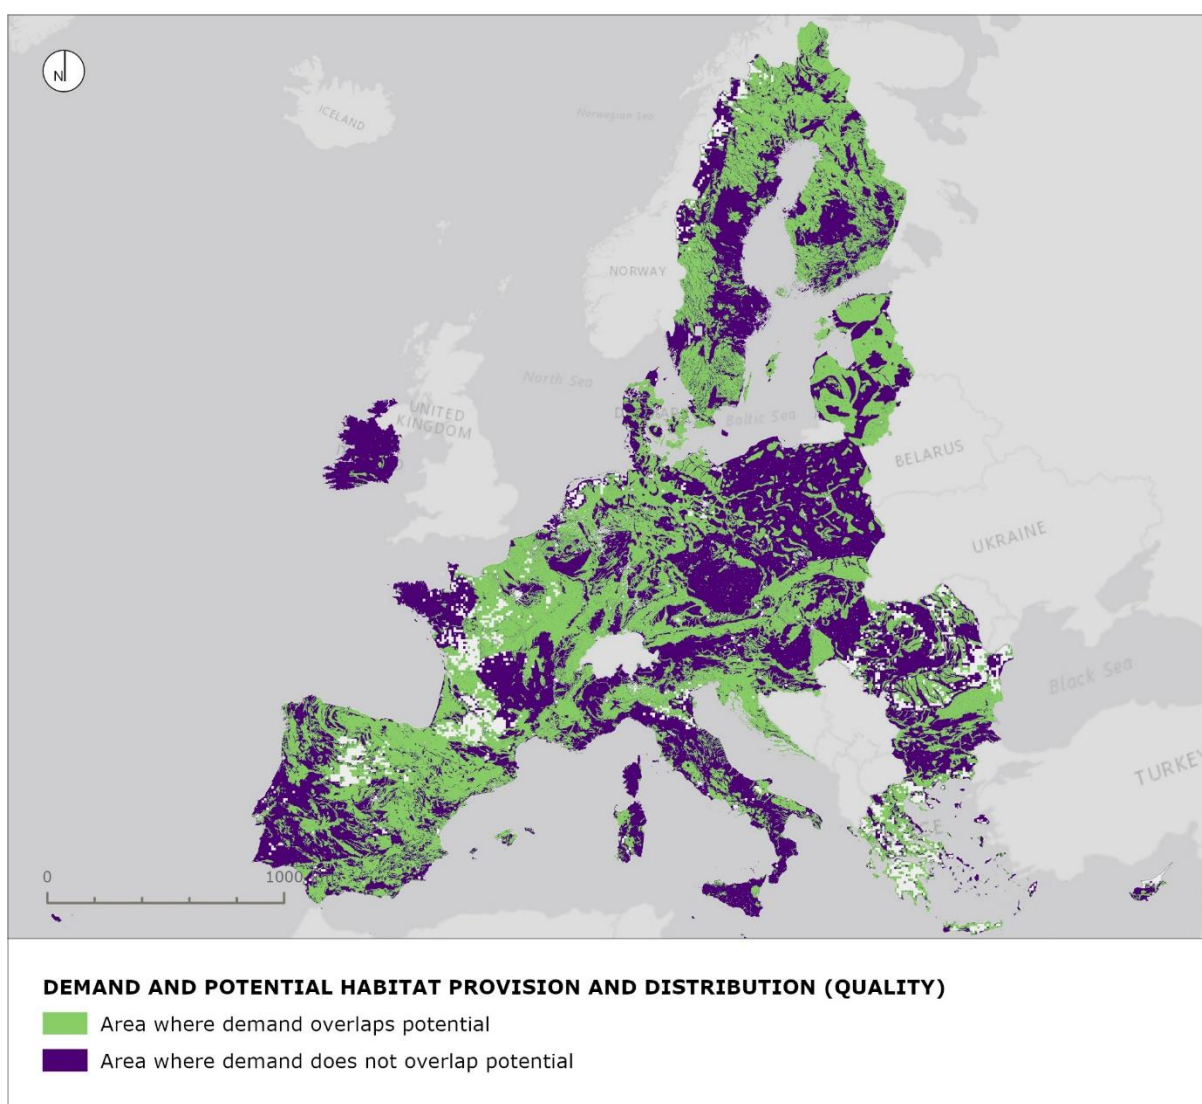 N
ICELAND
Norwegian Sea
NORWAY
North Sea
Baltic Sea
UNITED
KINGDOM
BELARUS
UKRAINE
Black Sea
TURKEY
0
1000
DEMAND AND POTENTIAL HABITAT PROVISION AND DISTRIBUTION (QUALITY)
Area where demand overlaps potential
Area where demand does not overlap potential